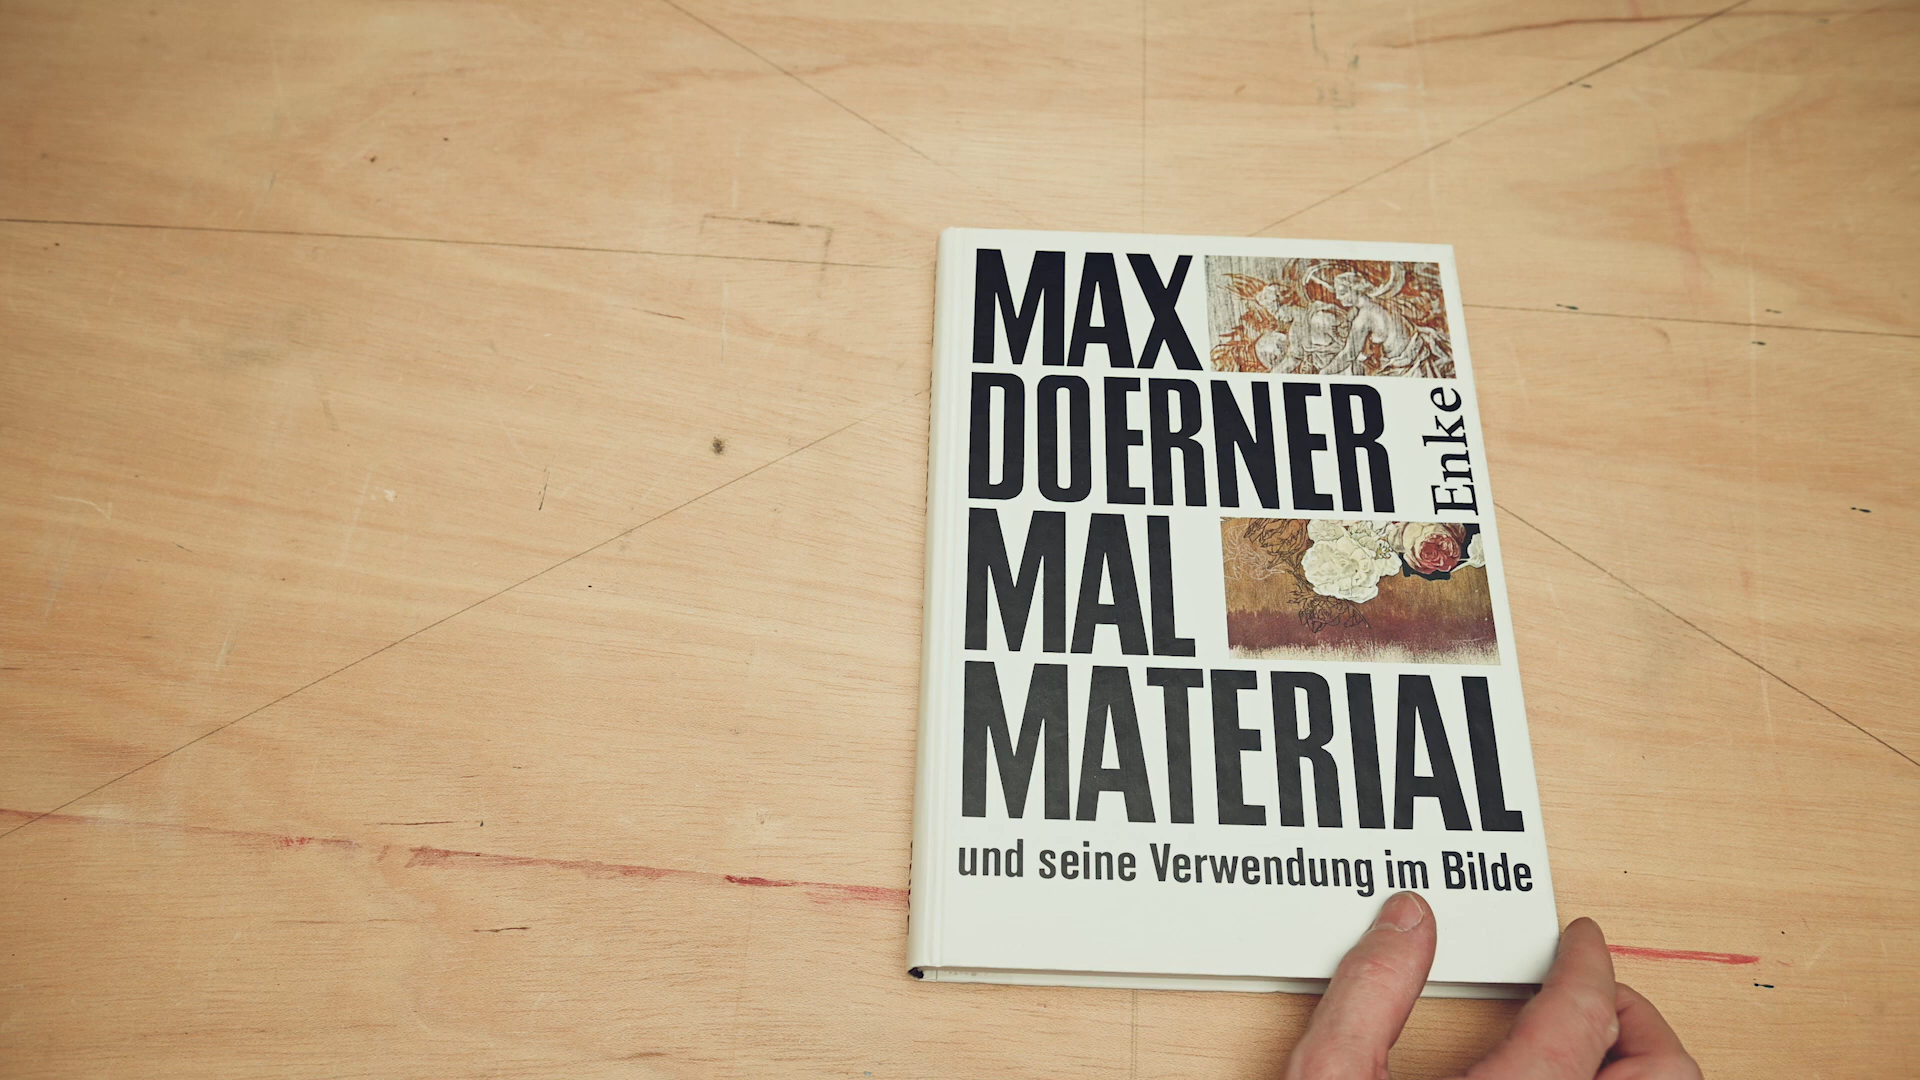 MAX
DOERNER
Enke
MAL
MATERIAL
und seine Verwendung im Bilde